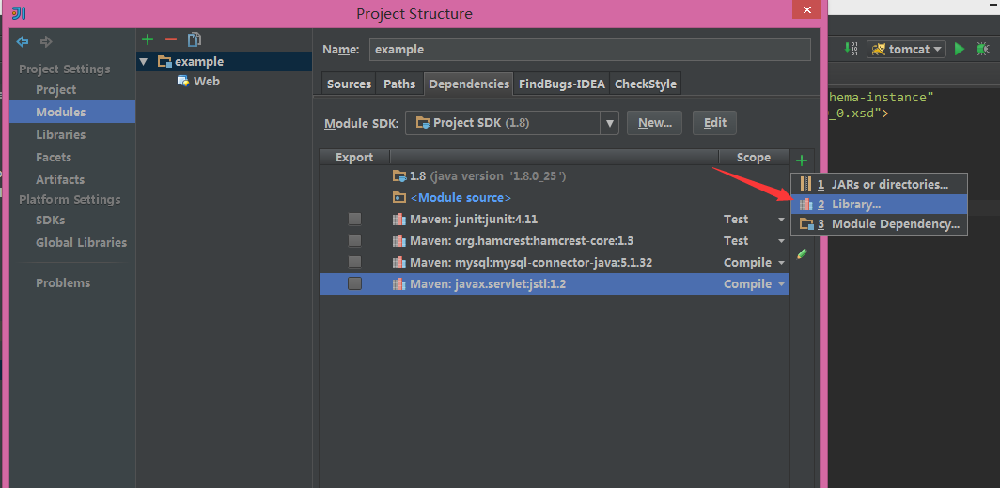 Project Structure
Project Settings
Project
Modules
Libraries
Facets
Artifacts
Platform Settings
SDKs
Global Libraries
Problems
example
Web
Name: example
Sources Paths Dependencies FindBugs-IDEA CheckStyle
Module SDK: Project SDK (1.8) New... Edit
Export Scope
1.8 (java version '1.8.0_25')
<Module source>
Maven: junit:junit:4.11 Test
Maven: org.hamcrest:hamcrest-core:1.3 Test
Maven: mysql:mysql-connector-java:5.1.32 Compile
Maven: javax.servlet:jstl:1.2 Compile
1 JARs or directories...
2 Library...
3 Module Dependency...
tomcat
hema-instance"
_0.xsd">